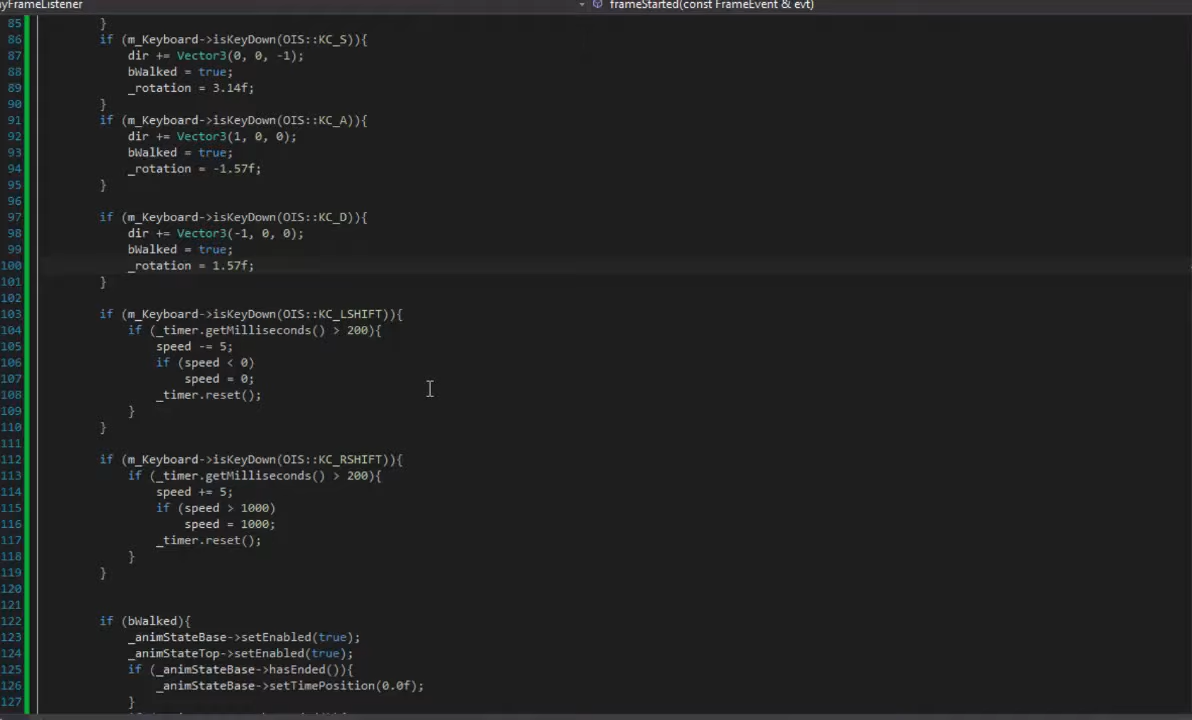 yFrameListener frameStarted(const FrameEvent & evt)
85 }
86 if (m_Keyboard->isKeyDown(OIS::KC_S)){
87 dir += Vector3(0, 0, -1);
88 bWalked = true;
89 _rotation = 3.14f;
90 }
91 if (m_Keyboard->isKeyDown(OIS::KC_A)){
92 dir += Vector3(1, 0, 0);
93 bWalked = true;
94 _rotation = -1.57f;
95 }
96
97 if (m_Keyboard->isKeyDown(OIS::KC_D)){
98 dir += Vector3(-1, 0, 0);
99 bWalked = true;
100 _rotation = 1.57f;
101 }
102
103 if (m_Keyboard->isKeyDown(OIS::KC_LSHIFT)){
104 if (_timer.getMilliseconds() > 200){
105 speed -= 5;
106 if (speed < 0)
107 speed = 0;
108 _timer.reset();
109 }
110 }
111
112 if (m_Keyboard->isKeyDown(OIS::KC_RSHIFT)){
113 if (_timer.getMilliseconds() > 200){
114 speed += 5;
115 if (speed > 1000)
116 speed = 1000;
117 _timer.reset();
118 }
119 }
120
121
122 if (bWalked){
123 _animStateBase->setEnabled(true);
124 _animStateTop->setEnabled(true);
125 if (_animStateBase->hasEnded()){
126 _animStateBase->setTimePosition(0.0f);
127 }